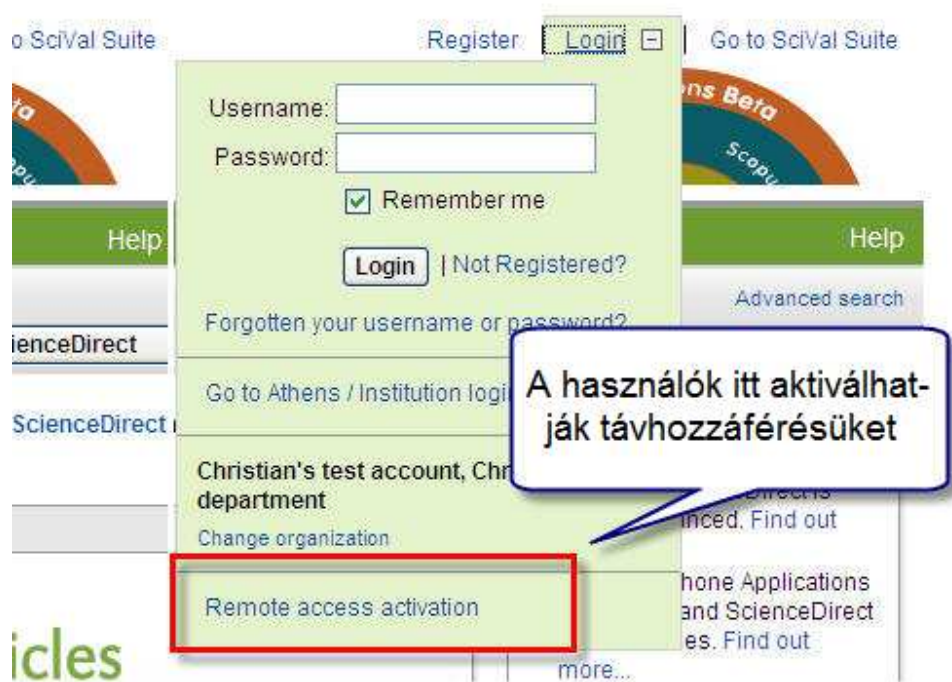 o SciVal Suite
Register | Login | Go to SciVal Suite
ns Beta
Scopu
Username:
Password:
Remember me
Help
Help
Login | Not Registered?
Advanced search
Forgotten your username or password?
ienceDirect
Go to Athens / Institution logi
A használók itt aktiválhat-
ják távhozzáférésüket
ScienceDirect
Christian's test account, Chr
department
Change organization
nced. Find out
Remote access activation
hone Applications
and ScienceDirect
es. Find out
more...
icles